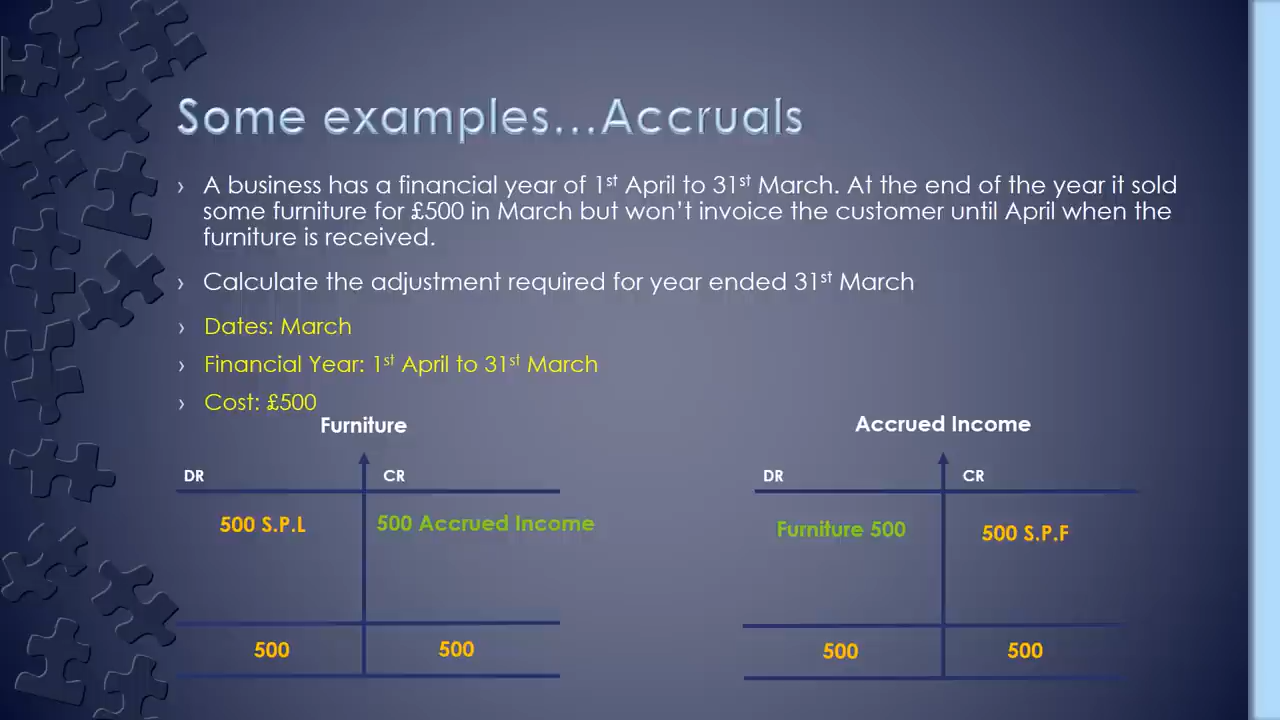 Some examples...Accruals
› A business has a financial year of 1st April to 31st March. At the end of the year it sold
some furniture for £500 in March but won't invoice the customer until April when the
furniture is received.
› Calculate the adjustment required for year ended 31st March
› Dates: March
› Financial Year: 1st April to 31st March
› Cost: £500
Furniture
DR CR
500 S.P.L 500 Accrued Income
500 500
Accrued Income
DR CR
Furniture 500 500 S.P.F
500 500